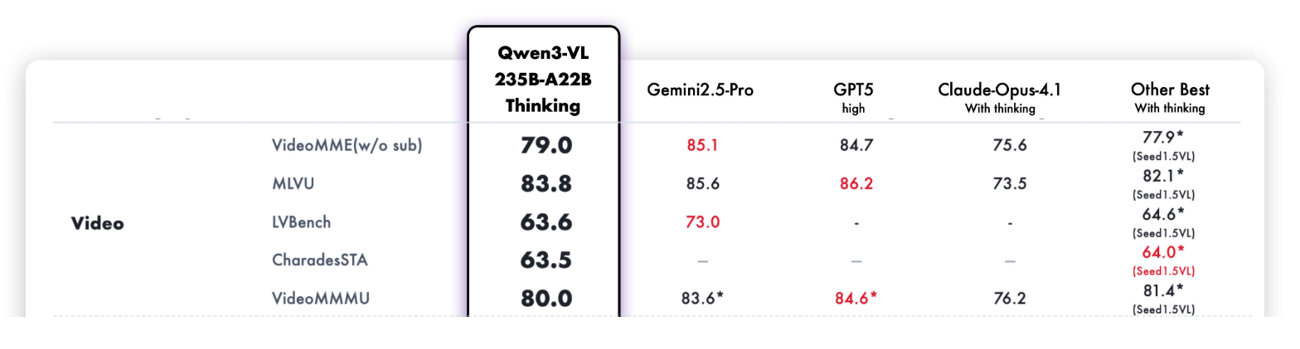 Qwen3-VL
235B-A22B
Thinking
Gemini2.5-Pro
GPT5
high
Claude-Opus-4.1
With thinking
Other Best
With thinking
Video
VideoMME(w/o sub) 79.0 85.1 84.7 75.6 77.9*
(Seed1.5VL)
MLVU 83.8 85.6 86.2 73.5 82.1*
(Seed1.5VL)
LVBench 63.6 73.0 - - 64.6*
(Seed1.5VL)
CharadesSTA 63.5 — — — 64.0*
(Seed1.5VL)
VideoMMMU 80.0 83.6* 84.6* 76.2 81.4*
(Seed1.5VL)